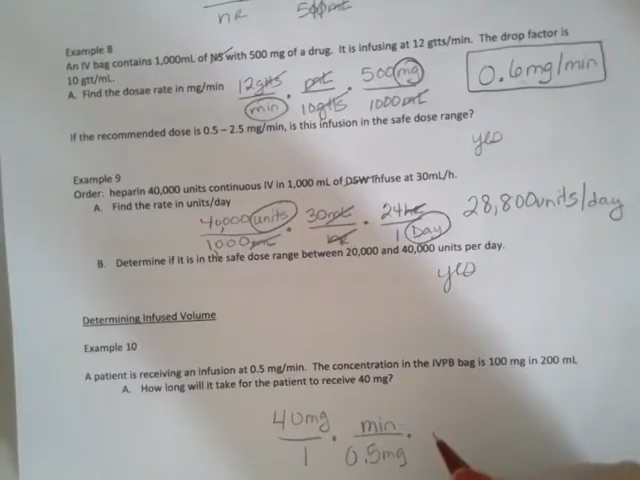 nR 500mL
Example 8
An IV bag contains 1,000mL of NS with 500 mg of a drug. It is infusing at 12 gtts/min. The drop factor is
10 gtt/mL.
A. Find the dosae rate in mg/min 12gtts/min · mL/10gtts · 500mg/1000mL 0.6mg/min
If the recommended dose is 0.5 – 2.5 mg/min, is this infusion in the safe dose range?
yes
Example 9
Order: heparin 40,000 units continuous IV in 1,000 mL of D5W Infuse at 30mL/h.
A. Find the rate in units/day
40,000units/1000mL · 30mL/hr · 24hr/1 Day 28,800units/day
B. Determine if it is in the safe dose range between 20,000 and 40,000 units per day.
yes
Determining Infused Volume
Example 10
A patient is receiving an infusion at 0.5 mg/min. The concentration in the IVPB bag is 100 mg in 200 mL
A. How long will it take for the patient to receive 40 mg?
40mg/1 · min/0.5mg ·